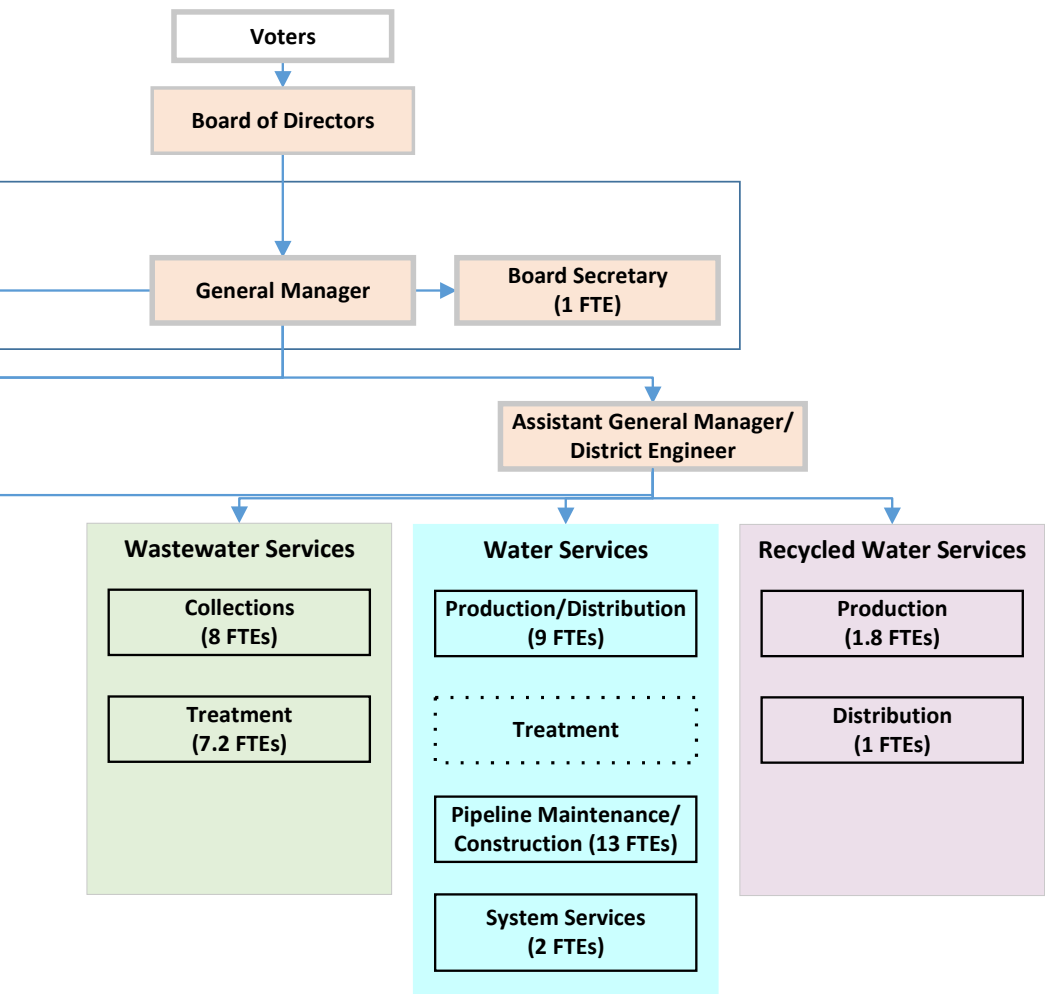 Voters
Board of Directors
General Manager
Board Secretary
(1 FTE)
Assistant General Manager/
District Engineer
Wastewater Services
Collections
(8 FTEs)
Treatment
(7.2 FTEs)
Water Services
Production/Distribution
(9 FTEs)
Treatment
Pipeline Maintenance/
Construction (13 FTEs)
System Services
(2 FTEs)
Recycled Water Services
Production
(1.8 FTEs)
Distribution
(1 FTEs)